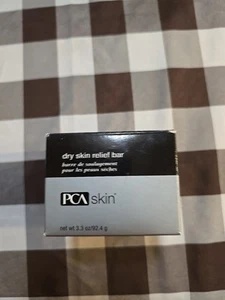 dry skin relief bar
barre de soulagement
pour les peaux sèches
PCA skin™
net wt 3.3 oz/92.4 g